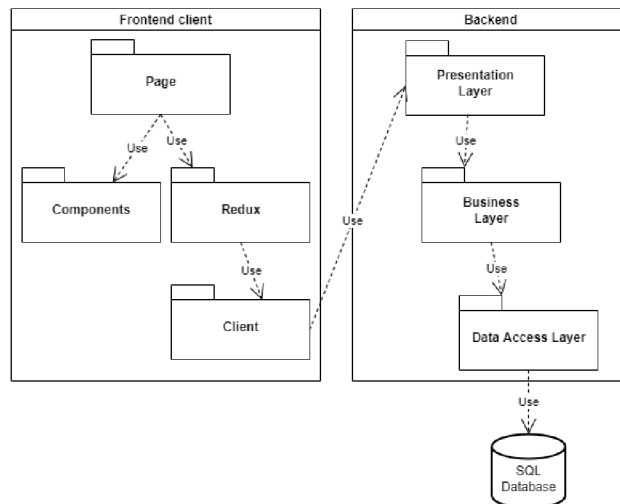 Frontend client
Backend
Page
Presentation
Layer
Use
Use
Use
Components
Redux
Use
Business
Layer
Use
Use
Client
Data Access Layer
Use
SQL
Database